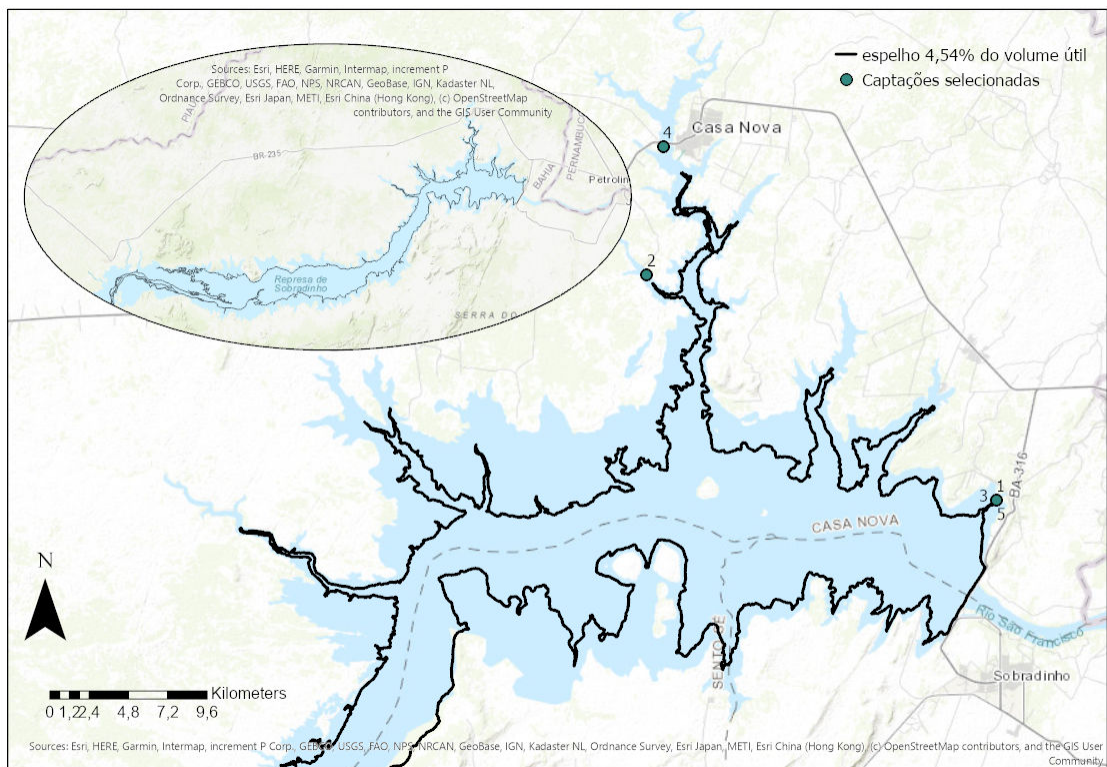 Sources: Esri, HERE, Garmin, Intermap, increment P
Corp., GEBCO, USGS, FAO, NPS, NRCAN, GeoBase, IGN, Kadaster NL,
Ordnance Survey, Esri Japan, METI, Esri China (Hong Kong), (c) OpenStreetMap
contributors, and the GIS User Community
espelho 4,54% do volume útil
Captações selecionadas
PIAU
BR-235
PERNAMBUCO
BAHIA
Petrolin
Represa de
Sobradinho
SERRA DO
4
Casa Nova
2
1
3
5
BA-316
CASA NOVA
SENTO SÉ
Rio São Francisco
Sobradinho
N
Kilometers
0 1,2 2,4 4,8 7,2 9,6
Sources: Esri, HERE, Garmin, Intermap, increment P Corp., GEBCO, USGS, FAO, NPS, NRCAN, GeoBase, IGN, Kadaster NL, Ordnance Survey, Esri Japan, METI, Esri China (Hong Kong), (c) OpenStreetMap contributors, and the GIS User
Community